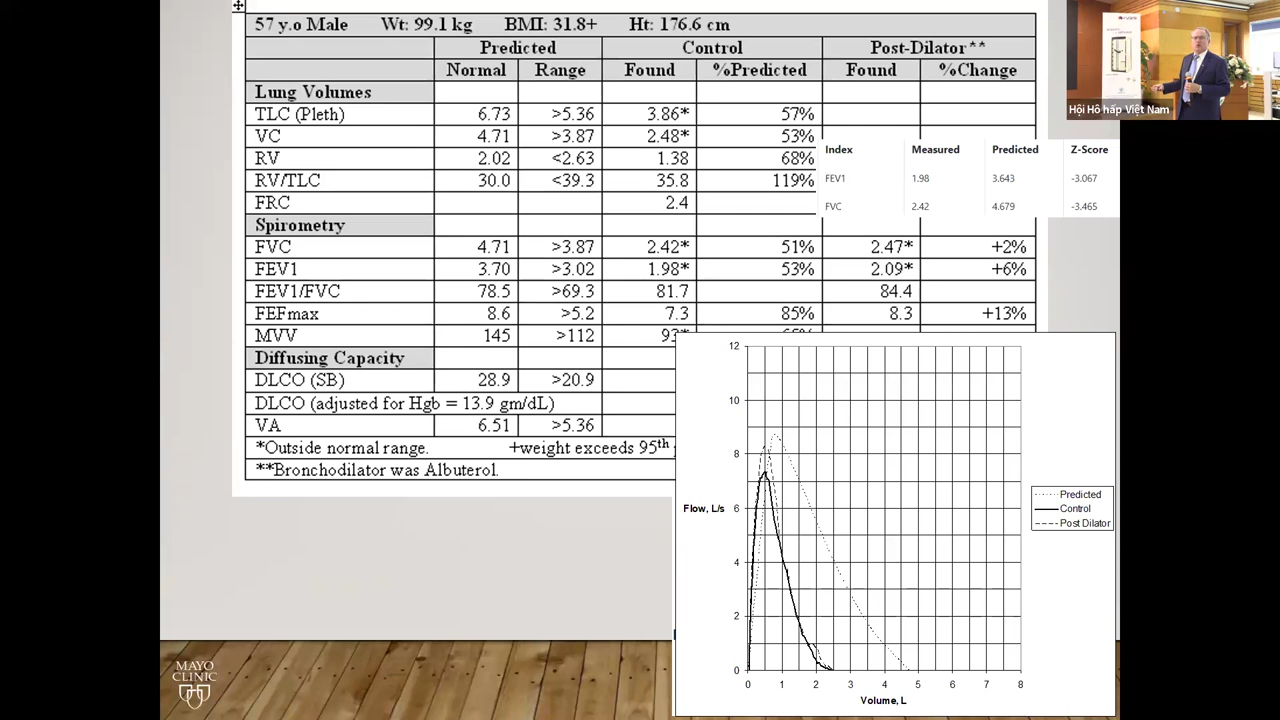 57 y.o Male Wt: 99.1 kg BMI: 31.8+ Ht: 176.6 cm
Predicted Control Post-Dilator**
Normal Range Found %Predicted Found %Change
Lung Volumes
TLC (Pleth) 6.73 >5.36 3.86* 57%
VC 4.71 >3.87 2.48* 53%
RV 2.02 <2.63 1.38 68%
RV/TLC 30.0 <39.3 35.8 119%
FRC 2.4
Spirometry
FVC 4.71 >3.87 2.42* 51% 2.47* +2%
FEV1 3.70 >3.02 1.98* 53% 2.09* +6%
FEV1/FVC 78.5 >69.3 81.7 84.4
FEFmax 8.6 >5.2 7.3 85% 8.3 +13%
MVV 145 >112 93*
Diffusing Capacity
DLCO (SB) 28.9 >20.9
DLCO (adjusted for Hgb = 13.9 gm/dL)
VA 6.51 >5.36
*Outside normal range. +weight exceeds 95th
**Bronchodilator was Albuterol.
Index Measured Predicted Z-Score
FEV1 1.98 3.643 -3.067
FVC 2.42 4.679 -3.465
Hội Hô hấp Việt Nam
12
10
8
6
4
2
0
Flow, L/s
0 1 2 3 4 5 6 7 8
Volume, L
Predicted
Control
Post Dilator
MAYO
CLINIC